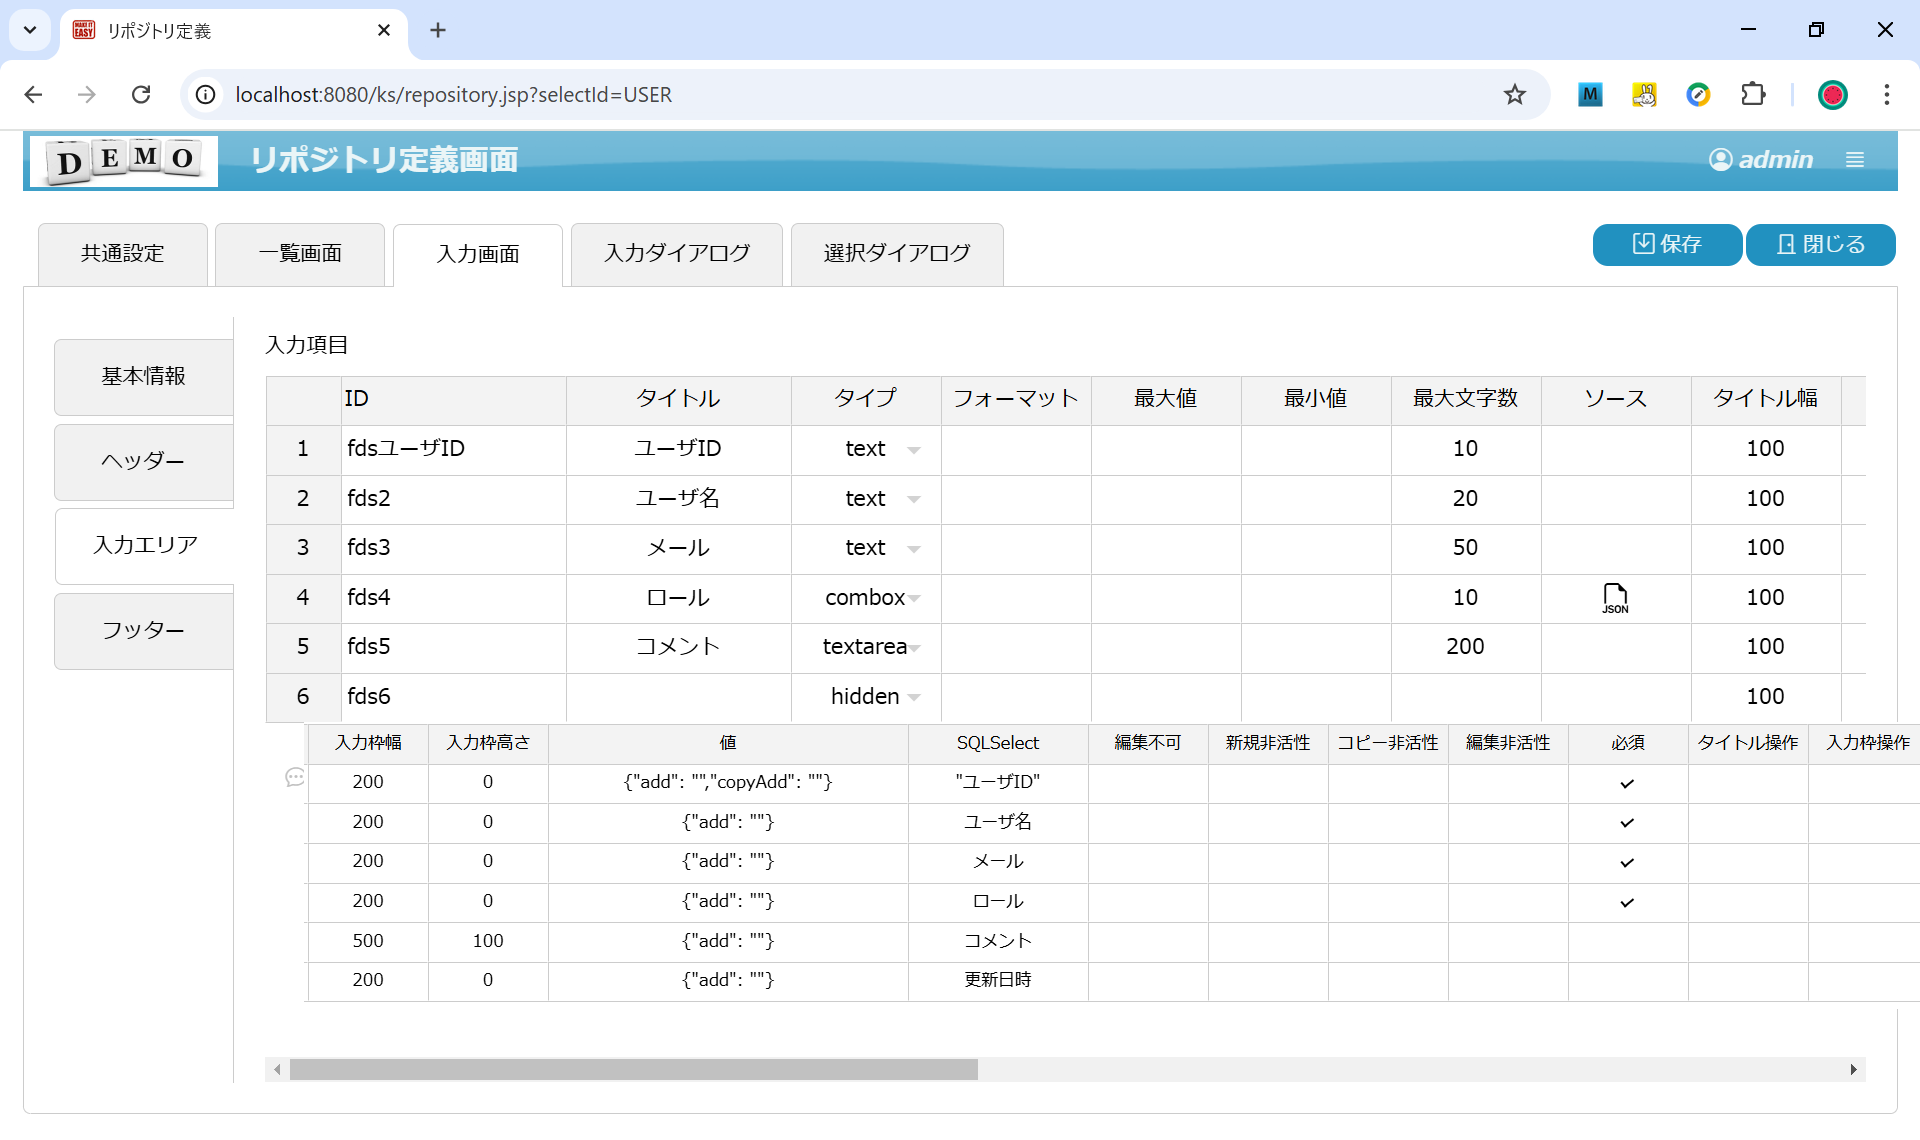 リポジトリ定義
localhost:8080/ks/repository.jsp?selectId=USER
DEMO リポジトリ定義画面 admin
共通設定 一覧画面 入力画面 入力ダイアログ 選択ダイアログ 保存 閉じる
基本情報
ヘッダー
入力エリア
フッター
入力項目
ID タイトル タイプ フォーマット 最大値 最小値 最大文字数 ソース タイトル幅
1 fdsユーザID ユーザID text 10 100
2 fds2 ユーザ名 text 20 100
3 fds3 メール text 50 100
4 fds4 ロール combox 10 JSON 100
5 fds5 コメント textarea 200 100
6 fds6 hidden 100
入力枠幅 入力枠高さ 値 SQLSelect 編集不可 新規非活性 コピー非活性 編集非活性 必須 タイトル操作 入力枠操作
200 0 {"add": "","copyAdd": ""} "ユーザID"
200 0 {"add": ""} ユーザ名
200 0 {"add": ""} メール
200 0 {"add": ""} ロール
500 100 {"add": ""} コメント
200 0 {"add": ""} 更新日時